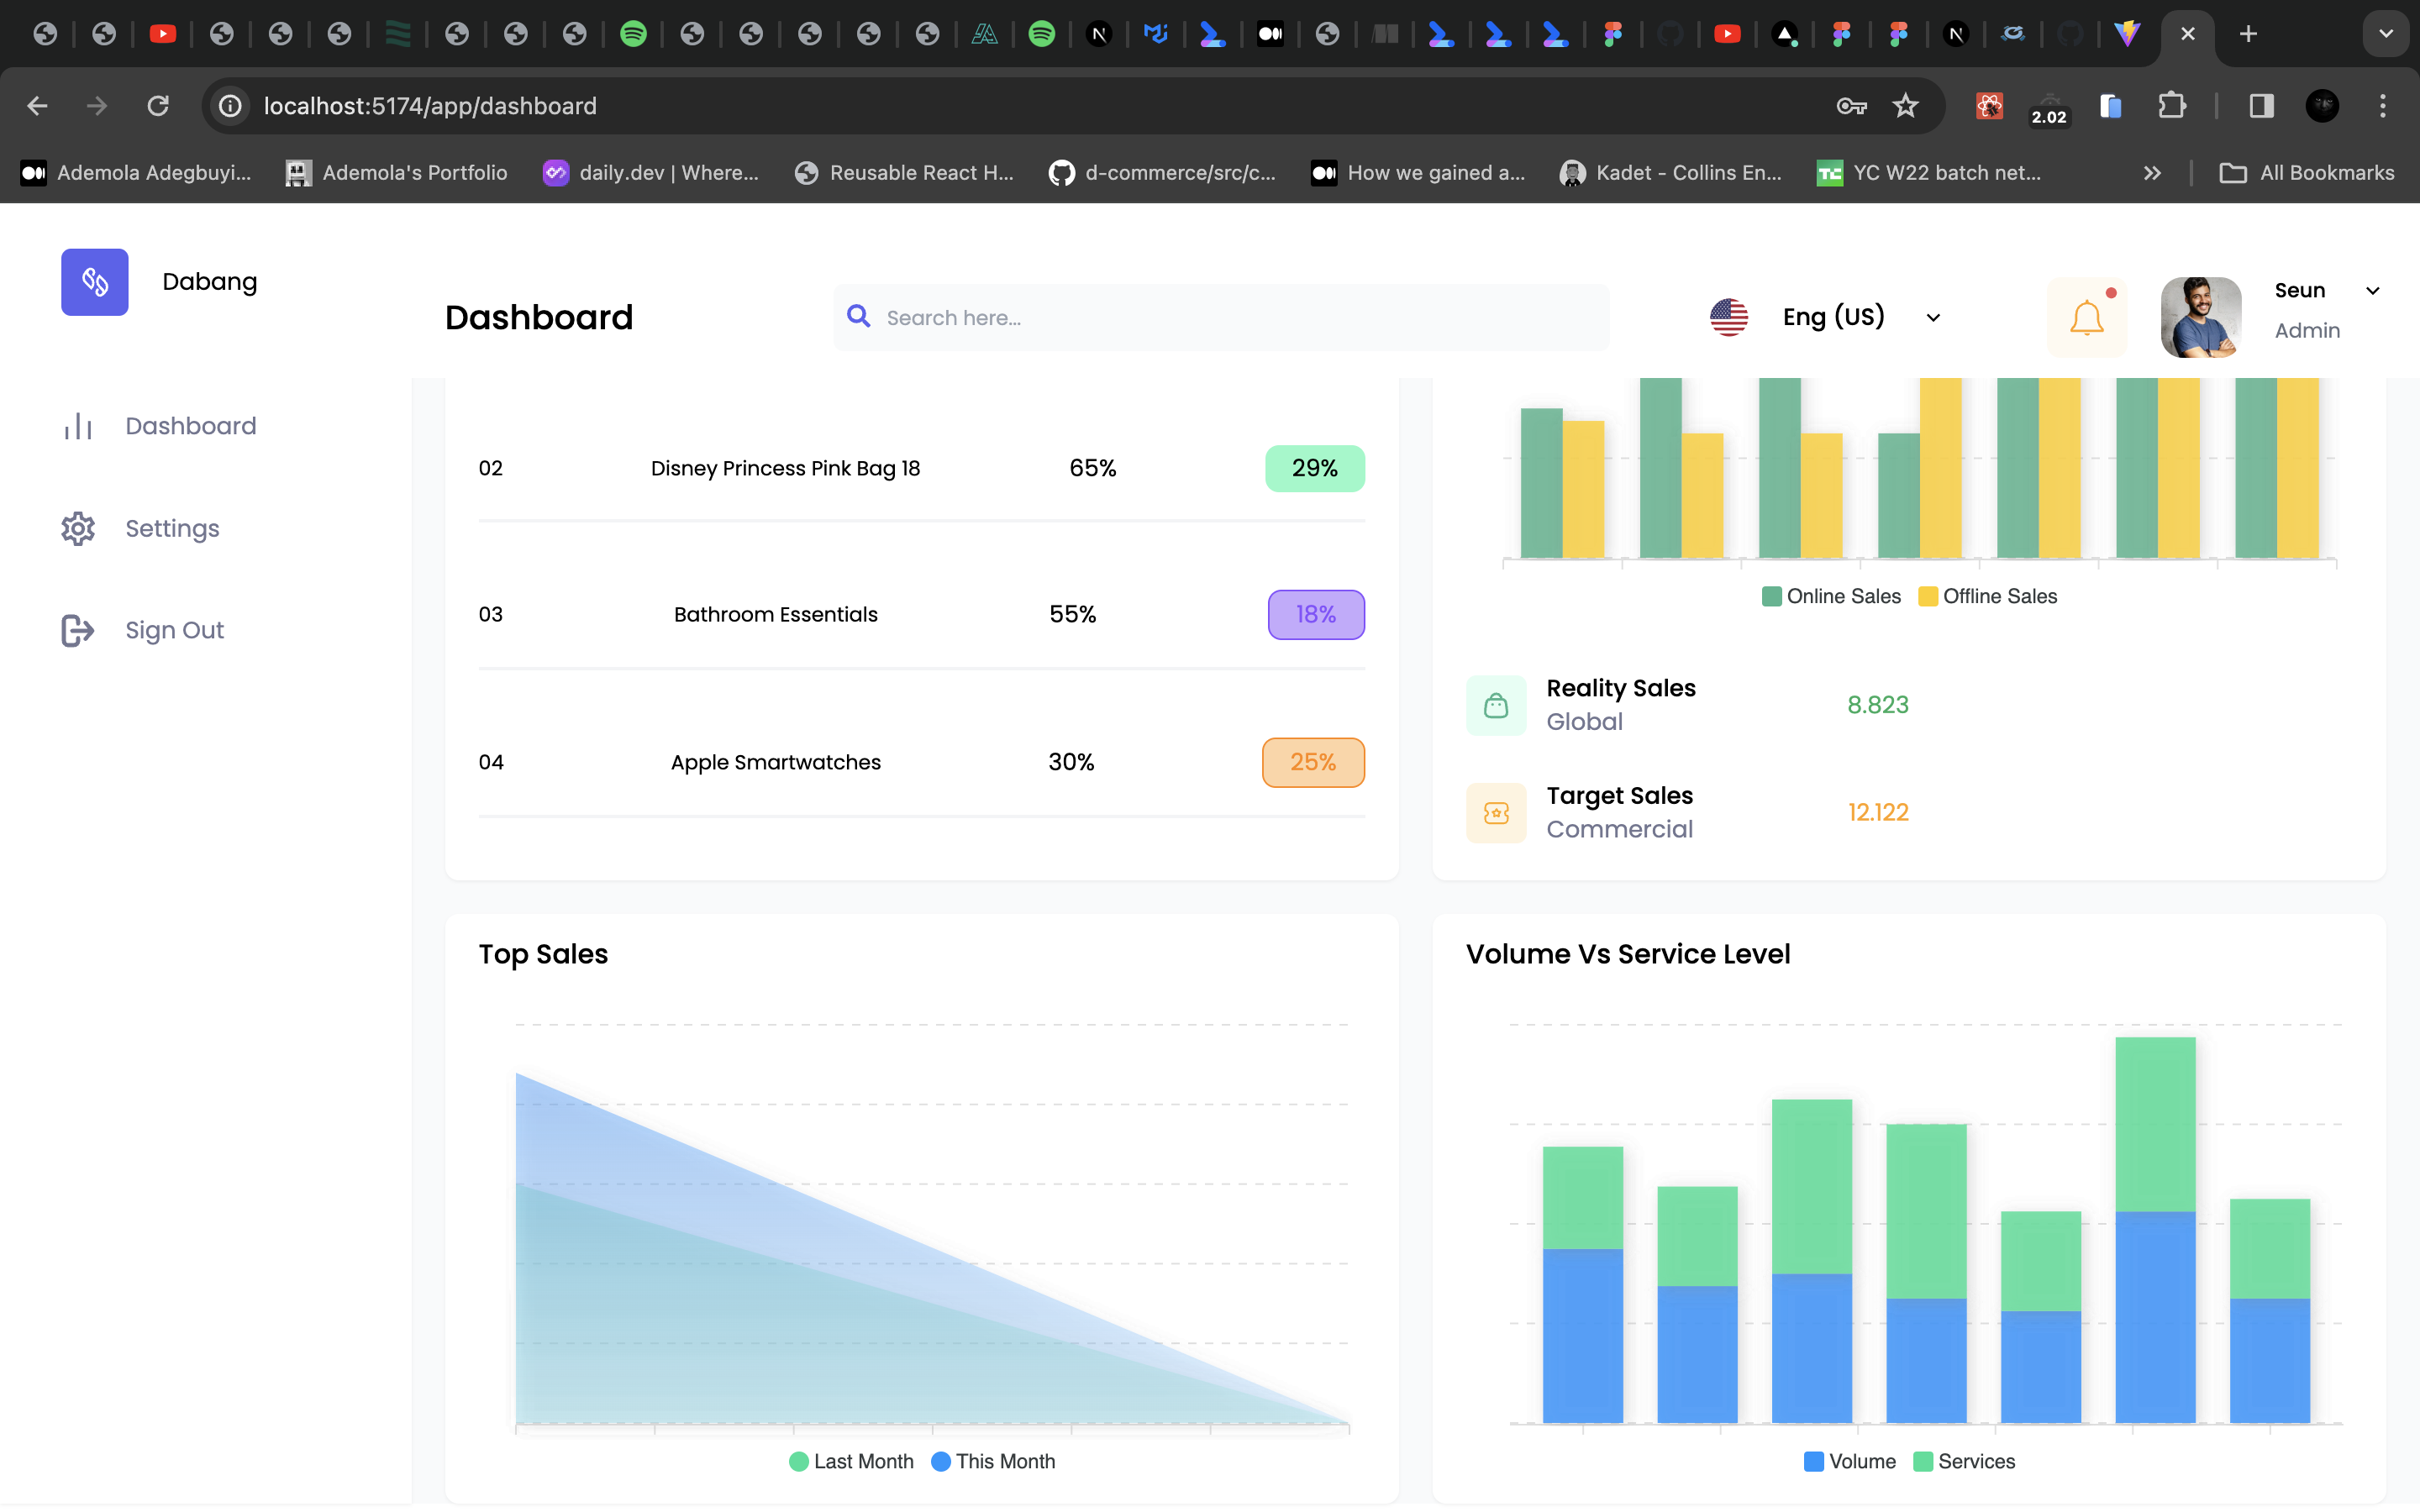 localhost:5174/app/dashboard
2.02
Ademola Adegbuyi...
Ademola's Portfolio
daily.dev | Where...
Reusable React H...
d-commerce/src/c...
How we gained a...
Kadet - Collins En...
YC W22 batch net...
All Bookmarks
Dabang
Dashboard
Search here...
Eng (US)
Seun
Admin
Dashboard
Settings
Sign Out
02 Disney Princess Pink Bag 18 65% 29%
03 Bathroom Essentials 55% 18%
04 Apple Smartwatches 30% 25%
Online Sales Offline Sales
Reality Sales
Global
8.823
Target Sales
Commercial
12.122
Top Sales
Last Month This Month
Volume Vs Service Level
Volume Services